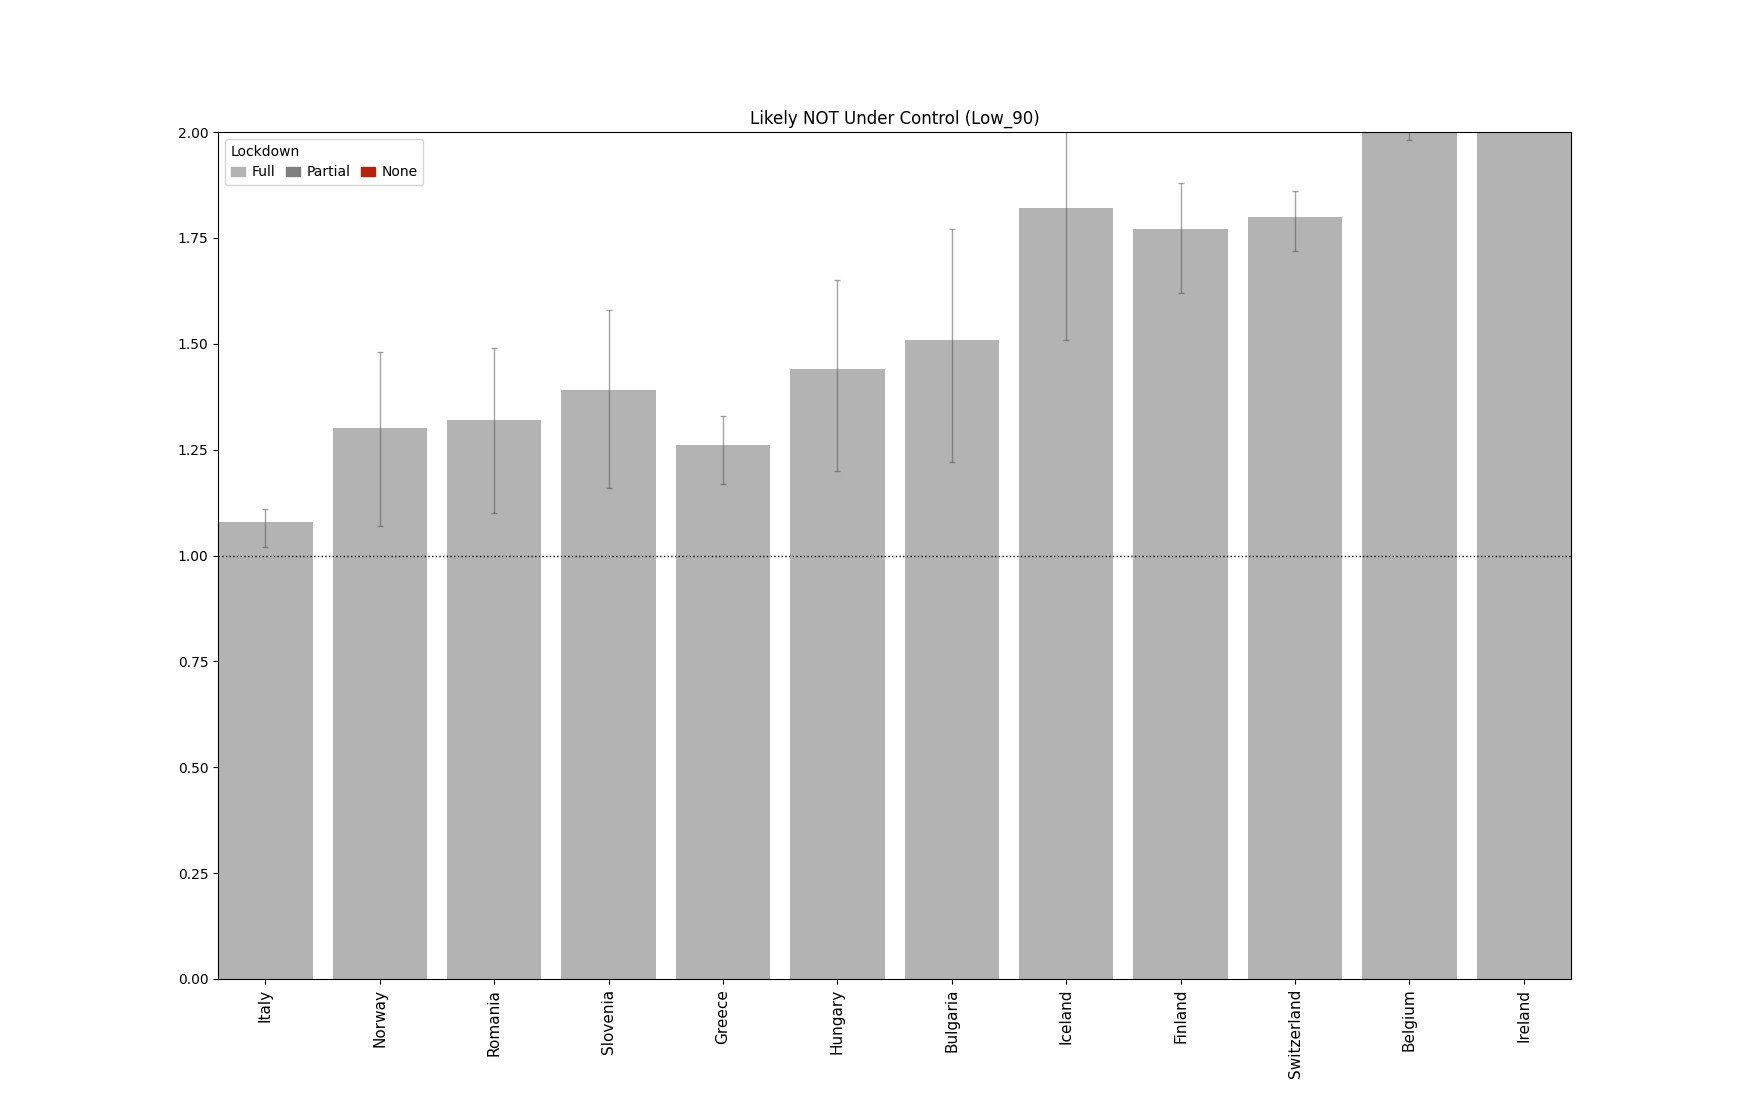 Likely NOT Under Control (Low_90)
Lockdown
Full Partial None
2.00
1.75
1.50
1.25
1.00
0.75
0.50
0.25
0.00
Italy
Norway
Romania
Slovenia
Greece
Hungary
Bulgaria
Iceland
Finland
Switzerland
Belgium
Ireland